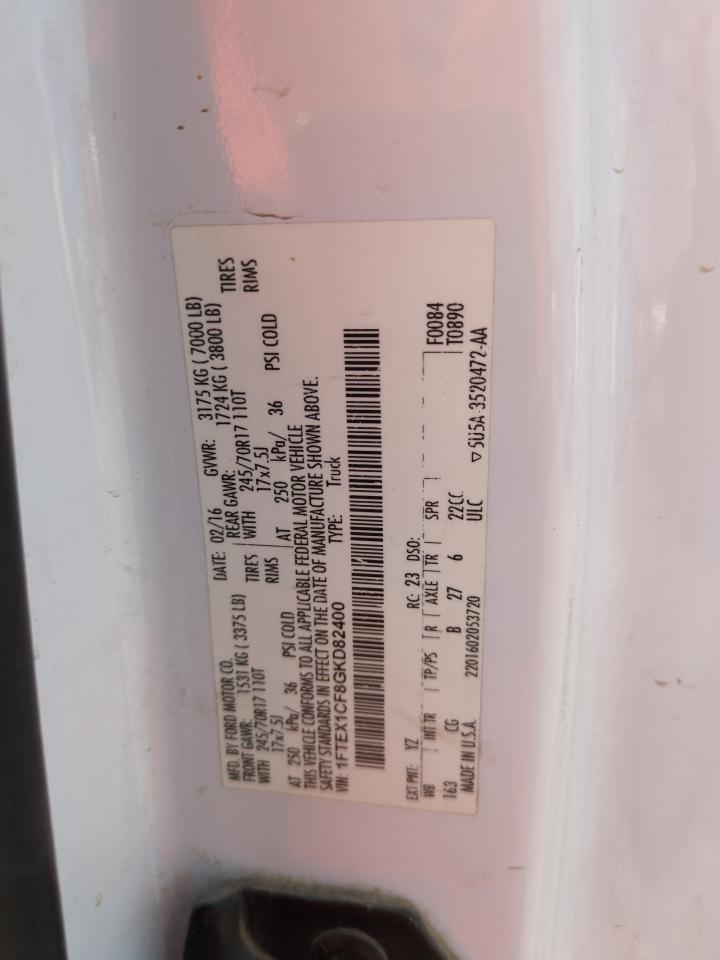 MFD. BY FORD MOTOR CO. DATE: 02/16 GVWR: 3175 KG ( 7000 LB)
FRONT GAWR: 1531 KG ( 3375 LB) REAR GAWR: 1724 KG ( 3800 LB)
WITH 245/70R17 110T TIRES WITH 245/70R17 110T TIRES
17x7.5J RIMS 17x7.5J RIMS
AT 250 kPa/ 36 PSI COLD AT 250 kPa/ 36 PSI COLD
THIS VEHICLE CONFORMS TO ALL APPLICABLE FEDERAL MOTOR VEHICLE
SAFETY STANDARDS IN EFFECT ON THE DATE OF MANUFACTURE SHOWN ABOVE.
VIN: 1FTEX1CF8GKD82400 TYPE: Truck
EXT PNT: YZ RC: 23 DSO: F0084
WB INT TR TP/PS R AXLE TR SPR T0890
163 CG B 27 6 22CC
MADE IN U.S.A. 2201602053720 ULC ▽ 5U5A-3520472-AA